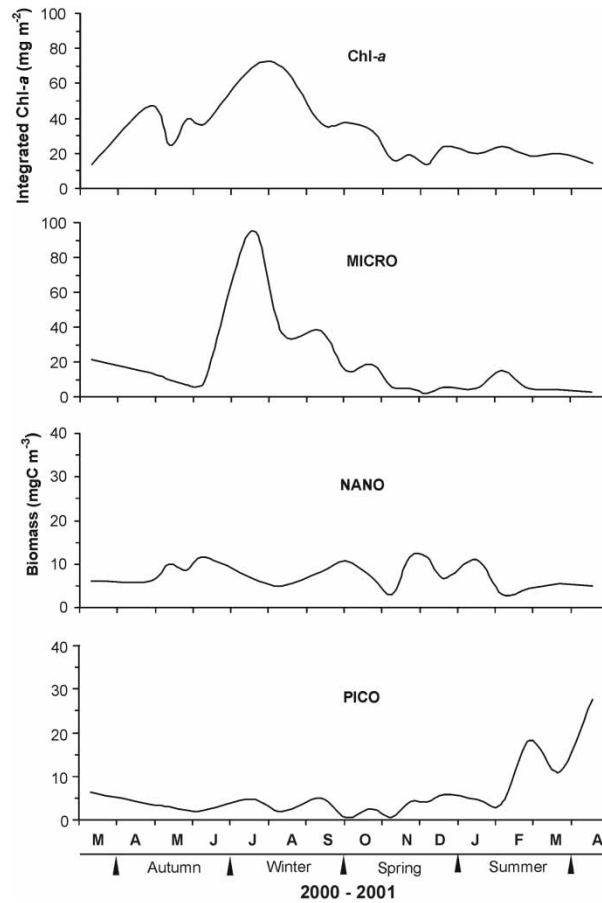 Integrated Chl-a (mg m-2)
100
80
60
40
20
0
Chl-a
100
80
60
40
20
0
MICRO
Biomass (mgC m-3)
40
30
20
10
0
NANO
40
30
20
10
0
PICO
M A M J J A S O N D J F M A
Autumn Winter Spring Summer
2000 - 2001